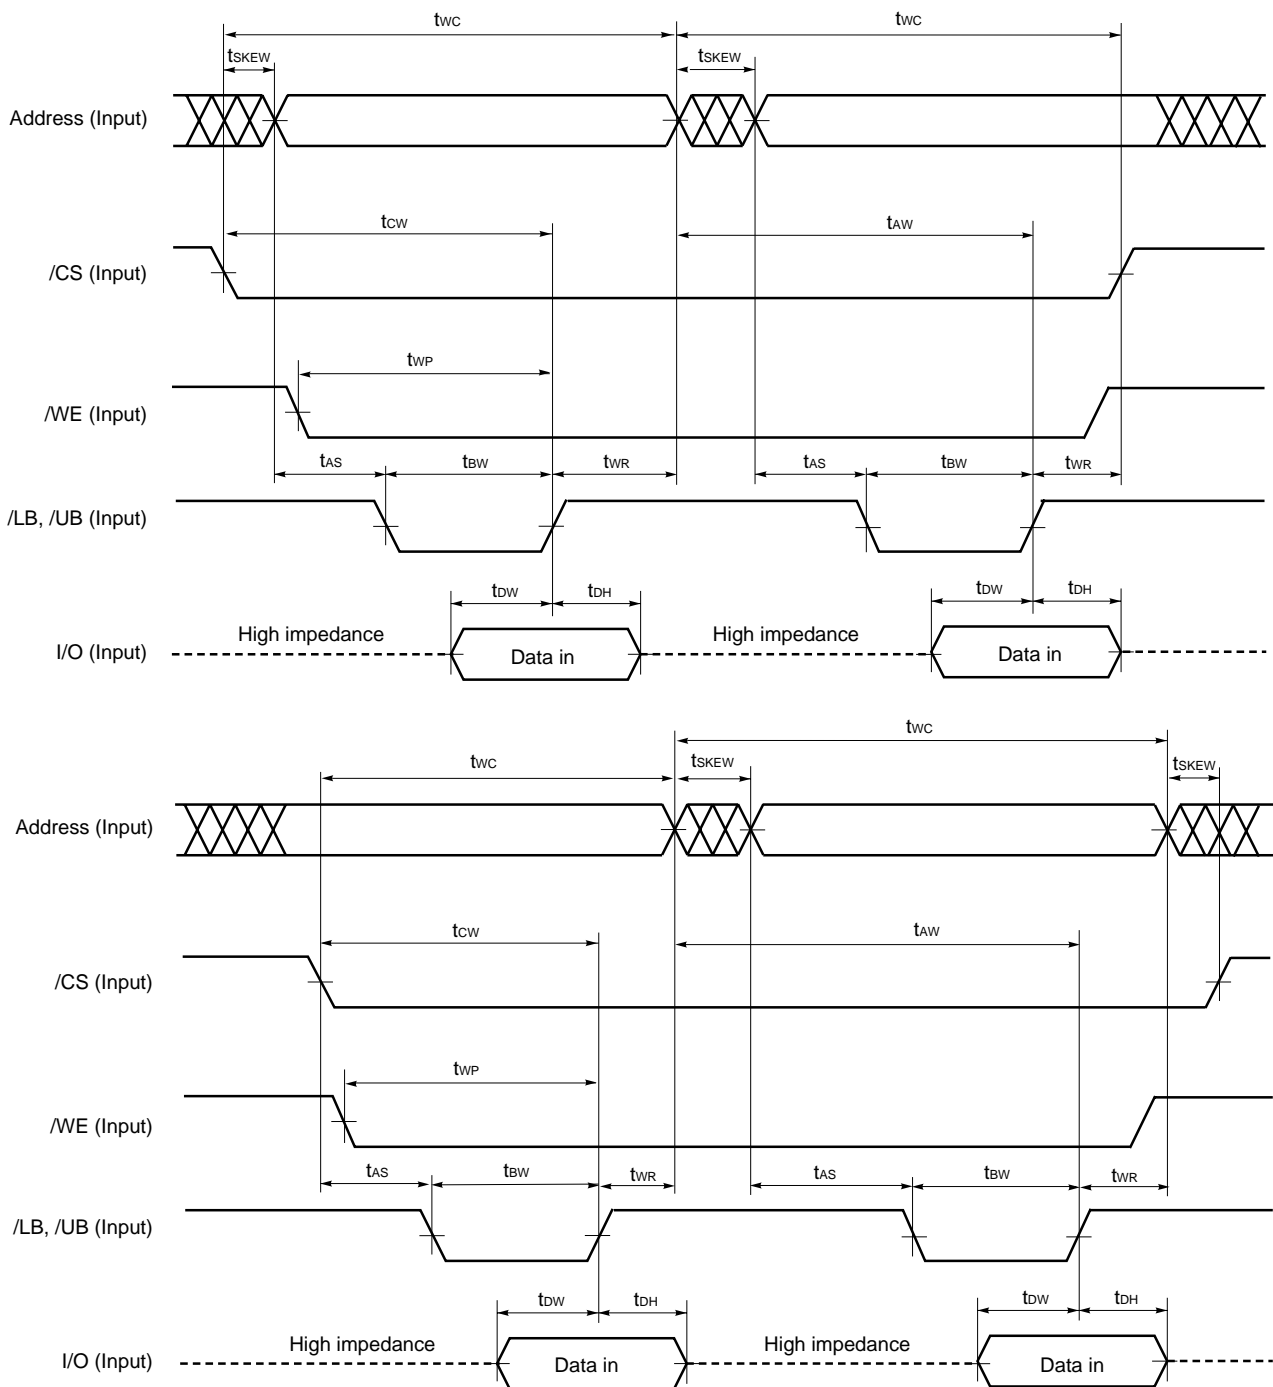 tWC tWC
tSKEW tSKEW
Address (Input)
tCW tAW
/CS (Input)
tWP
/WE (Input)
tAS tBW tWR tAS tBW tWR
/LB, /UB (Input)
tDW tDH tDW tDH
High impedance High impedance
I/O (Input) Data in Data in
tWC
tWC tSKEW tSKEW
Address (Input)
tCW tAW
/CS (Input)
tWP
/WE (Input)
tAS tBW tWR tAS tBW tWR
/LB, /UB (Input)
tDW tDH tDW tDH
High impedance High impedance
I/O (Input) Data in Data in